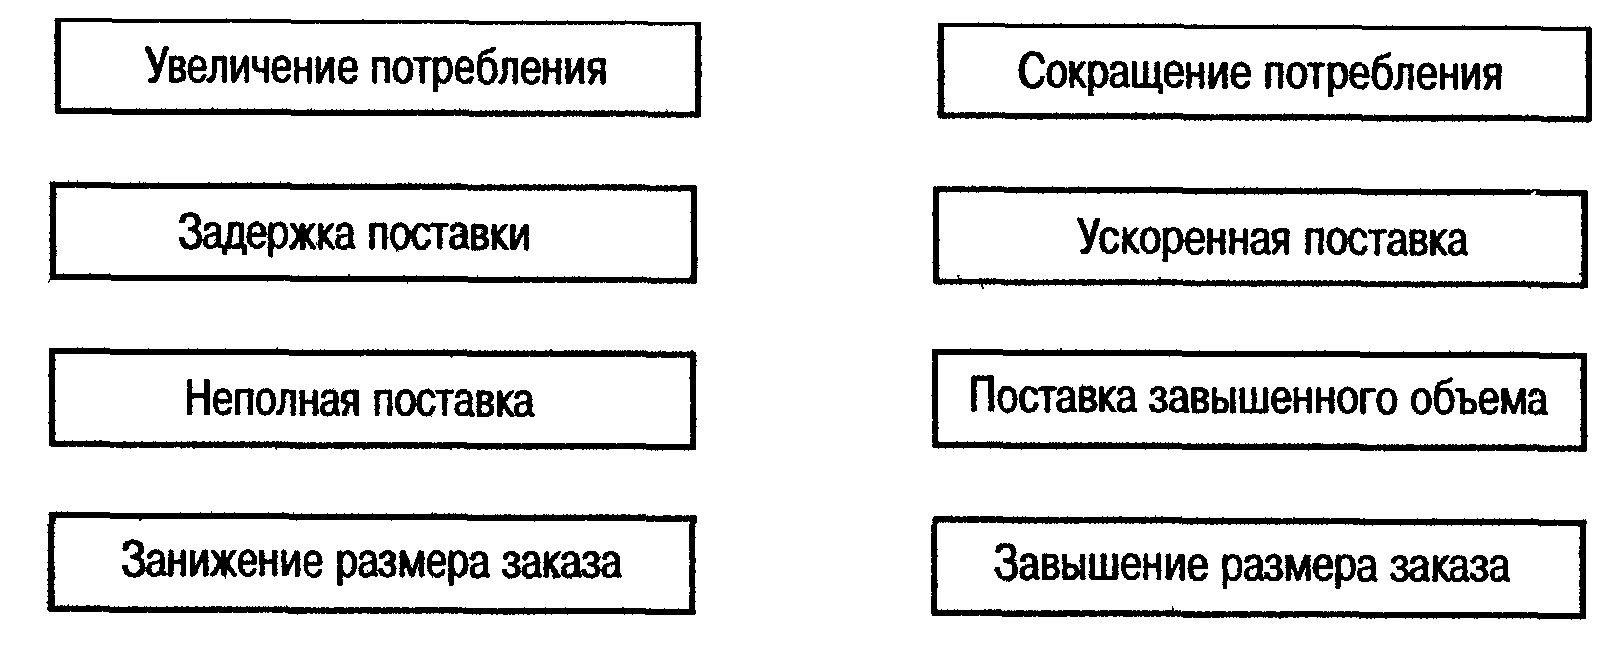 Увеличение потребления
Сокращение потребления
Задержка поставки
Ускоренная поставка
Неполная поставка
Поставка завышенного объема
Занижение размера заказа
Завышение размера заказа